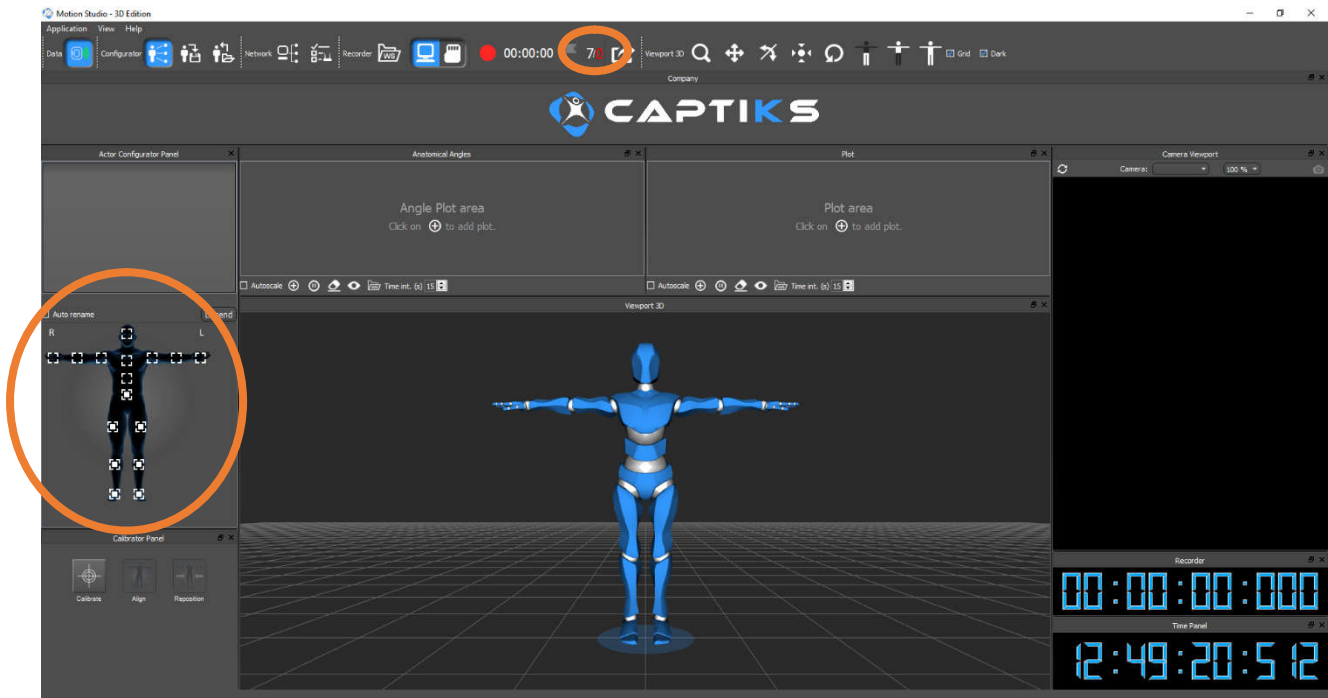 Motion Studio - 3D Edition
Application View Help
Data Configurator Network Recorder WS 00:00:00 7/0 Viewport 3D Grid Dark
Company
CAPTIKS
Actor Configurator Panel
Anatomical Angles
Plot
Camera Viewport
Camera: 100 %
Angle Plot area
Click on to add plot.
Plot area
Click on to add plot.
Autoscale Time int. (s) 15
Autoscale Time int. (s) 15
Viewport 3D
Auto rename
R L
Calibrator Panel
Calibrate Align Reposition
Recorder
00:00:00:000
Time Panel
12:49:20:512